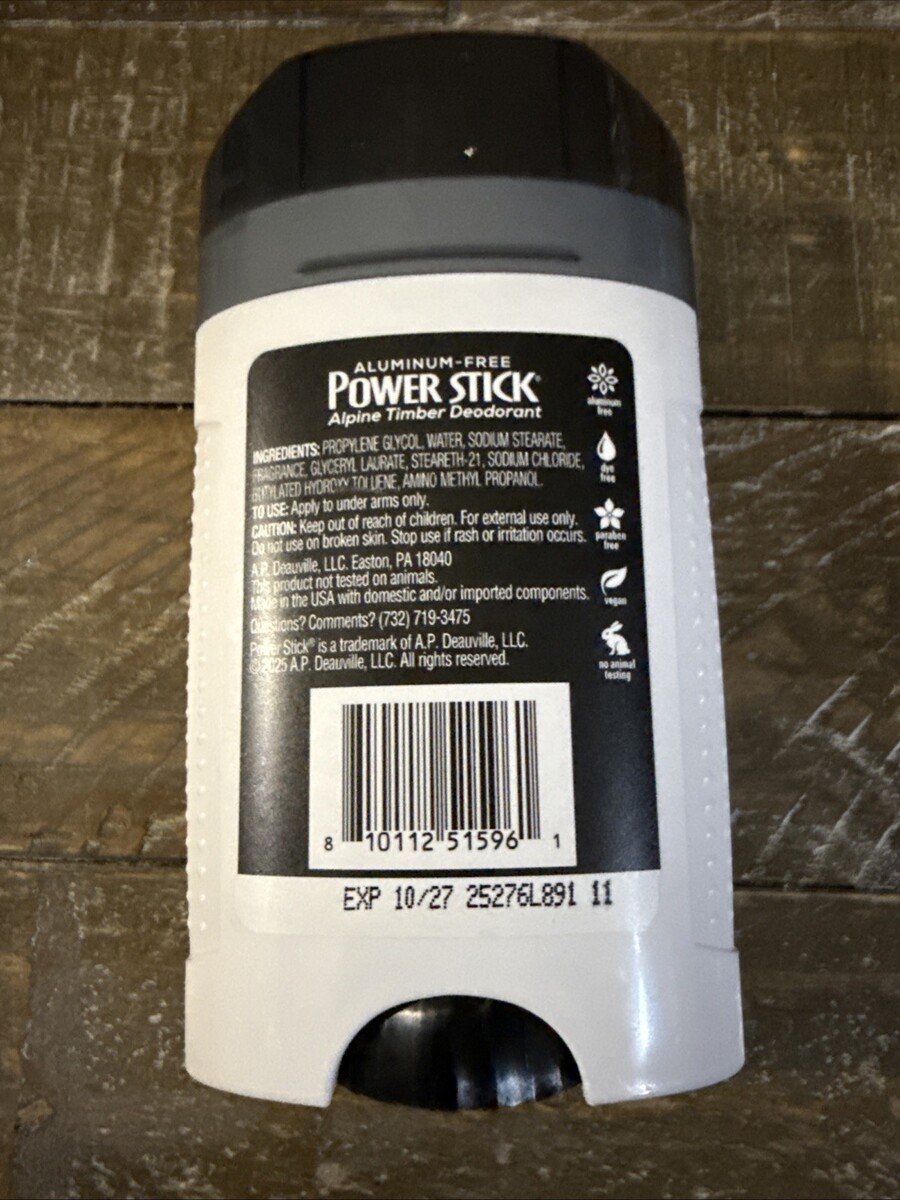 ALUMINUM-FREE
POWER STICK®
Alpine Timber Deodorant
INGREDIENTS: PROPYLENE GLYCOL, WATER, SODIUM STEARATE,
FRAGRANCE, GLYCERYL LAURATE, STEARETH-21, SODIUM CHLORIDE,
BUTYLATED HYDROXY TOLUENE, AMINO METHYL PROPANOL.
TO USE: Apply to under arms only.
CAUTION: Keep out of reach of children. For external use only.
Do not use on broken skin. Stop use if rash or irritation occurs.
A.P. Deauville, LLC. Easton, PA 18040
This product not tested on animals.
Made in the USA with domestic and/or imported components.
Questions? Comments? (732) 719-3475
Power Stick® is a trademark of A.P. Deauville, LLC.
©2025 A.P. Deauville, LLC. All rights reserved.
aluminum
free
dye
free
paraben
free
vegan
no animal
testing
8 10112 51596 1
EXP 10/27 25276L891 11